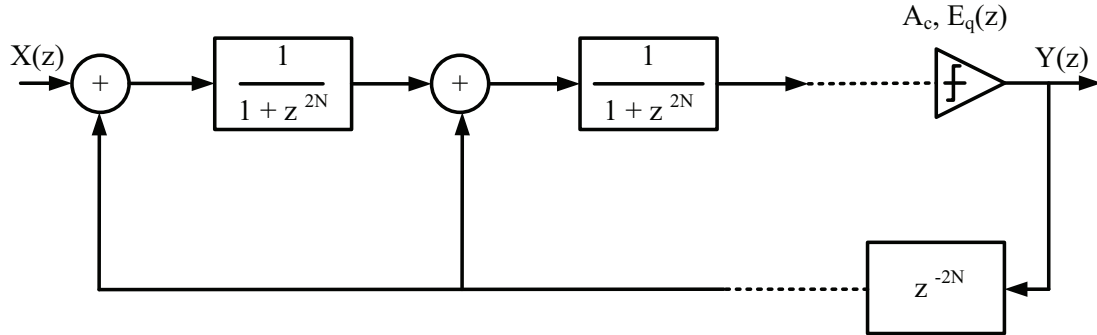 A_c, E_q(z)
X(z)
+
1
1 + z^2N
+
1
1 + z^2N
Y(z)
z^-2N